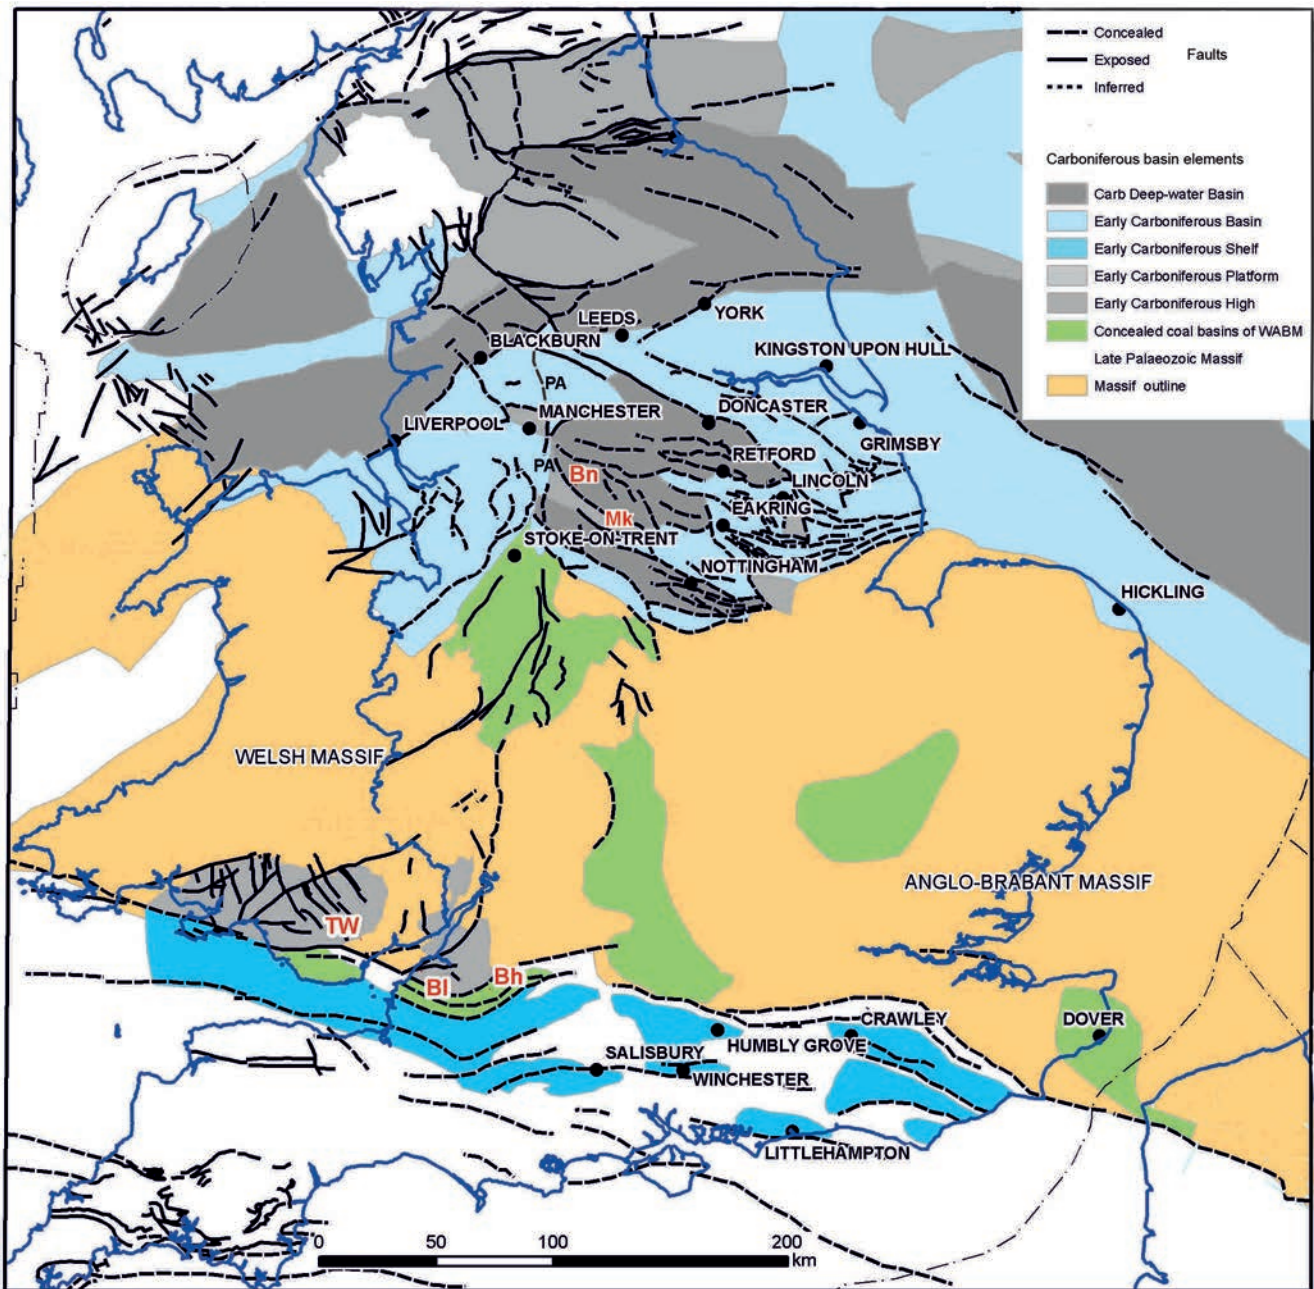 Concealed
Exposed
Faults
Inferred
Carboniferous basin elements
Carb Deep-water Basin
Early Carboniferous Basin
Early Carboniferous Shelf
Early Carboniferous Platform
Early Carboniferous High
Concealed coal basins of WABM
Late Palaeozoic Massif
Massif outline
YORK
LEEDS
BLACKBURN
KINGSTON UPON HULL
PA
MANCHESTER
DONCASTER
LIVERPOOL
GRIMSBY
RETFORD
PA
Bn
LINCOLN
EAKRING
Mk
STOKE-ON-TRENT
NOTTINGHAM
HICKLING
WELSH MASSIF
ANGLO-BRABANT MASSIF
TW
Bh
Bl
CRAWLEY
DOVER
HUMBLY GROVE
SALISBURY
WINCHESTER
LITTLEHAMPTON
0 50 100 200
km